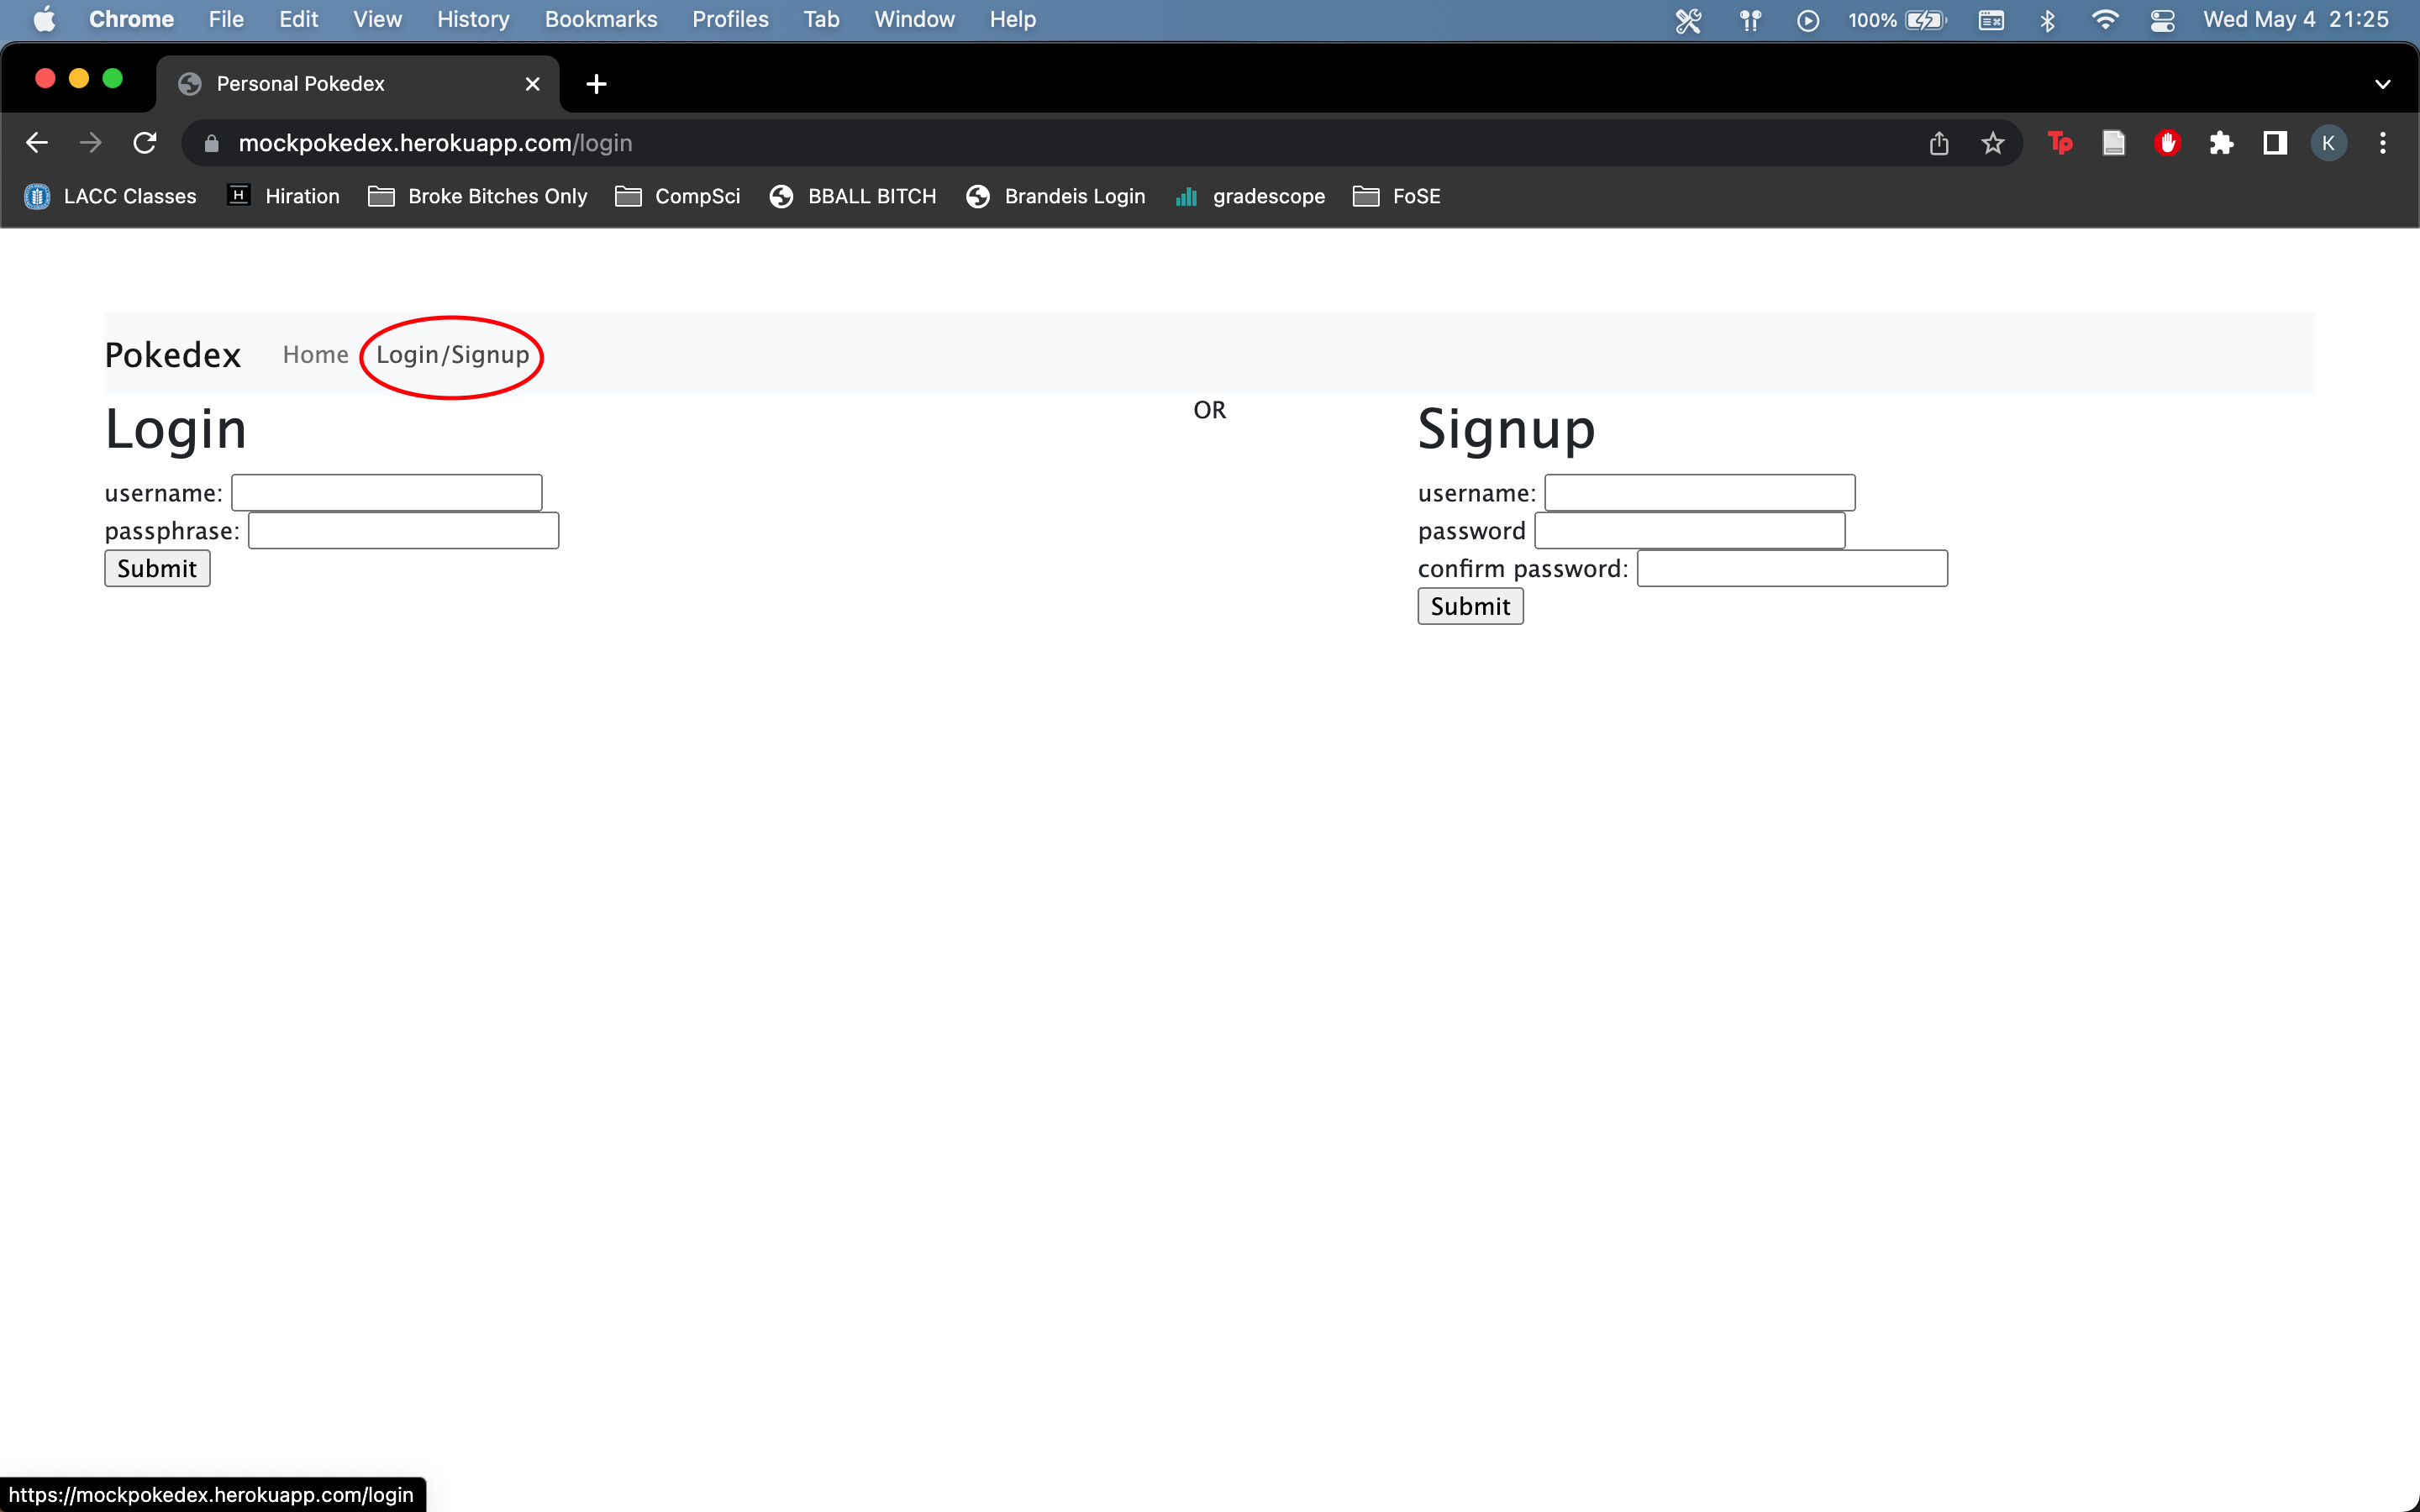 Chrome File Edit View History Bookmarks Profiles Tab Window Help 100% Wed May 4 21:25
Personal Pokedex
mockpokedex.herokuapp.com/login Tp K
LACC Classes H Hiration Broke Bitches Only CompSci BBALL BITCH Brandeis Login gradescope FoSE
Pokedex Home Login/Signup
Login
username:
passphrase:
Submit
OR
Signup
username:
password
confirm password:
Submit
https://mockpokedex.herokuapp.com/login